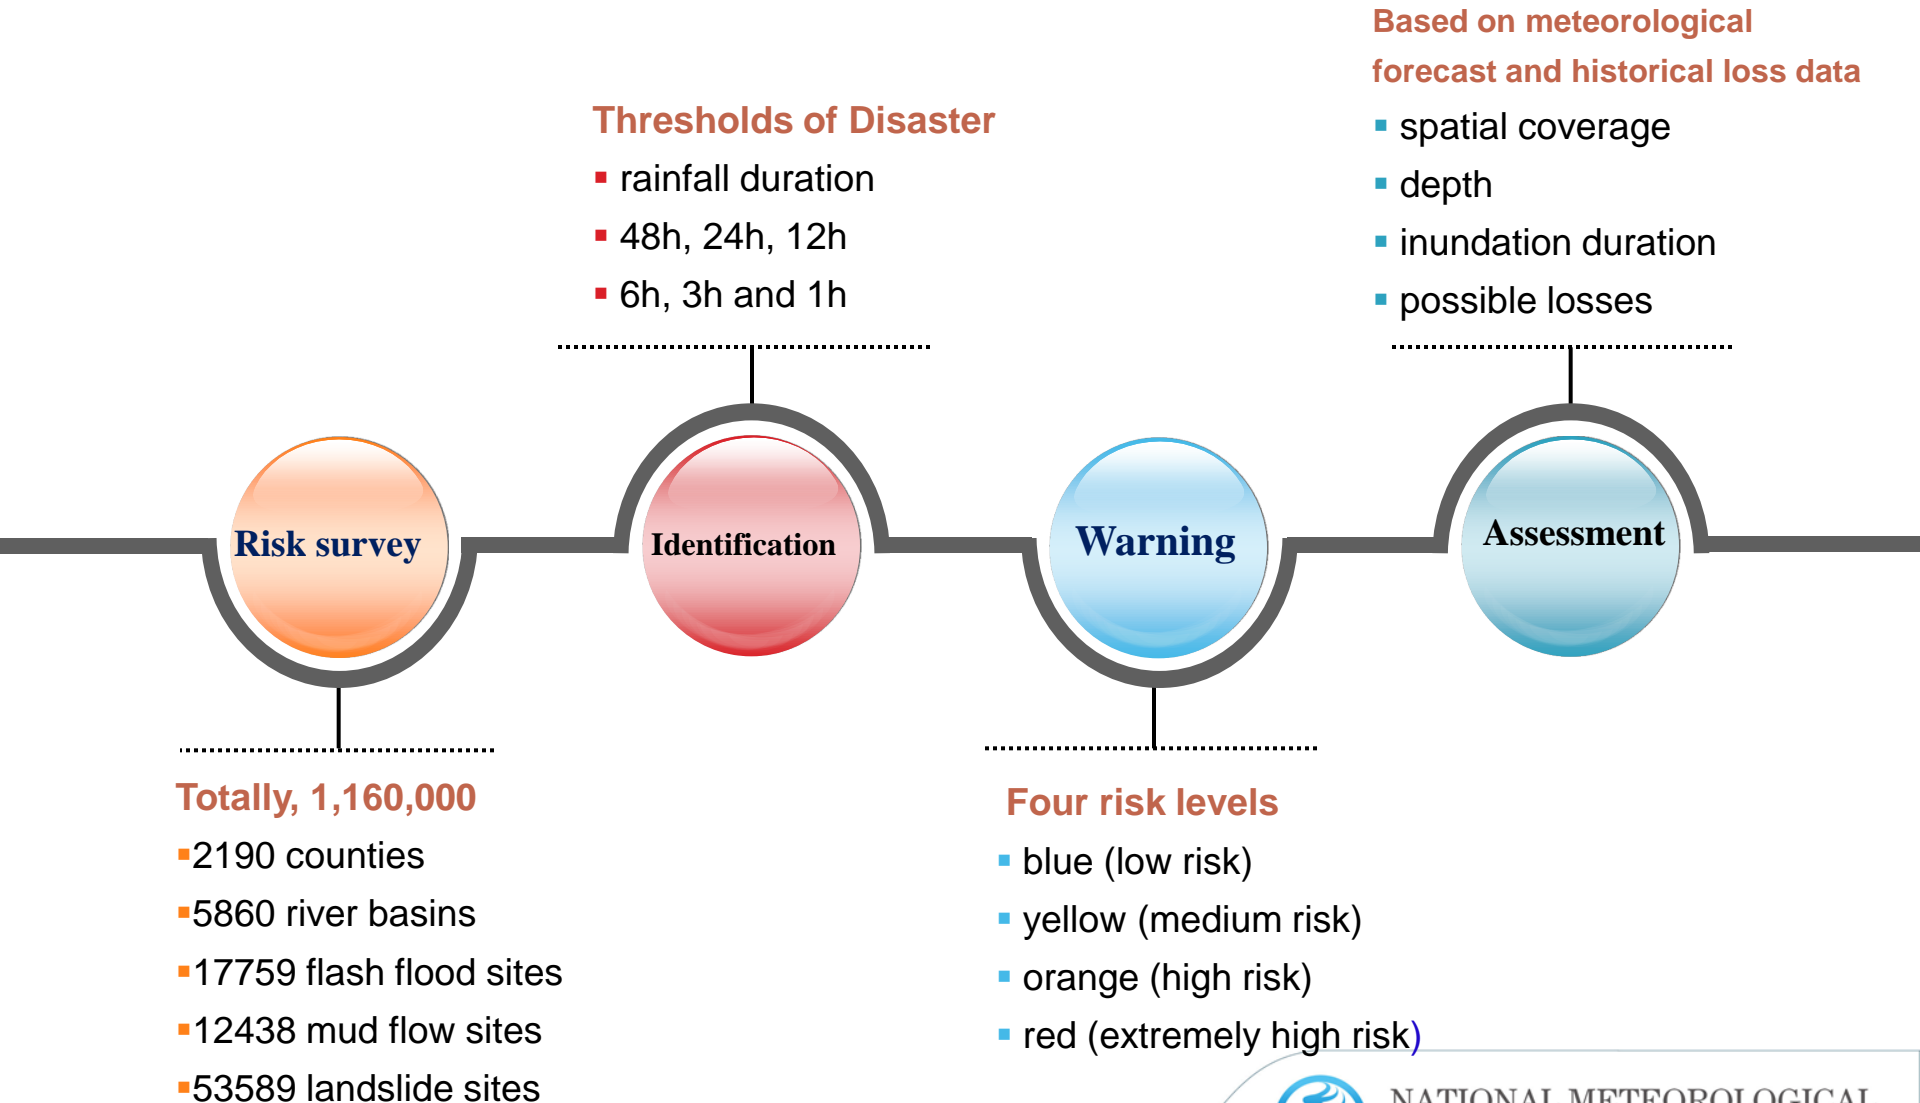 Based on meteorological
forecast and historical loss data
▪ spatial coverage
▪ depth
▪ inundation duration
▪ possible losses
Thresholds of Disaster
▪ rainfall duration
▪ 48h, 24h, 12h
▪ 6h, 3h and 1h
Risk survey
Identification
Warning
Assessment
Totally, 1,160,000
▪2190 counties
▪5860 river basins
▪17759 flash flood sites
▪12438 mud flow sites
▪53589 landslide sites
Four risk levels
▪ blue (low risk)
▪ yellow (medium risk)
▪ orange (high risk)
▪ red (extremely high risk)
NATIONAL METEOROLOGICAL